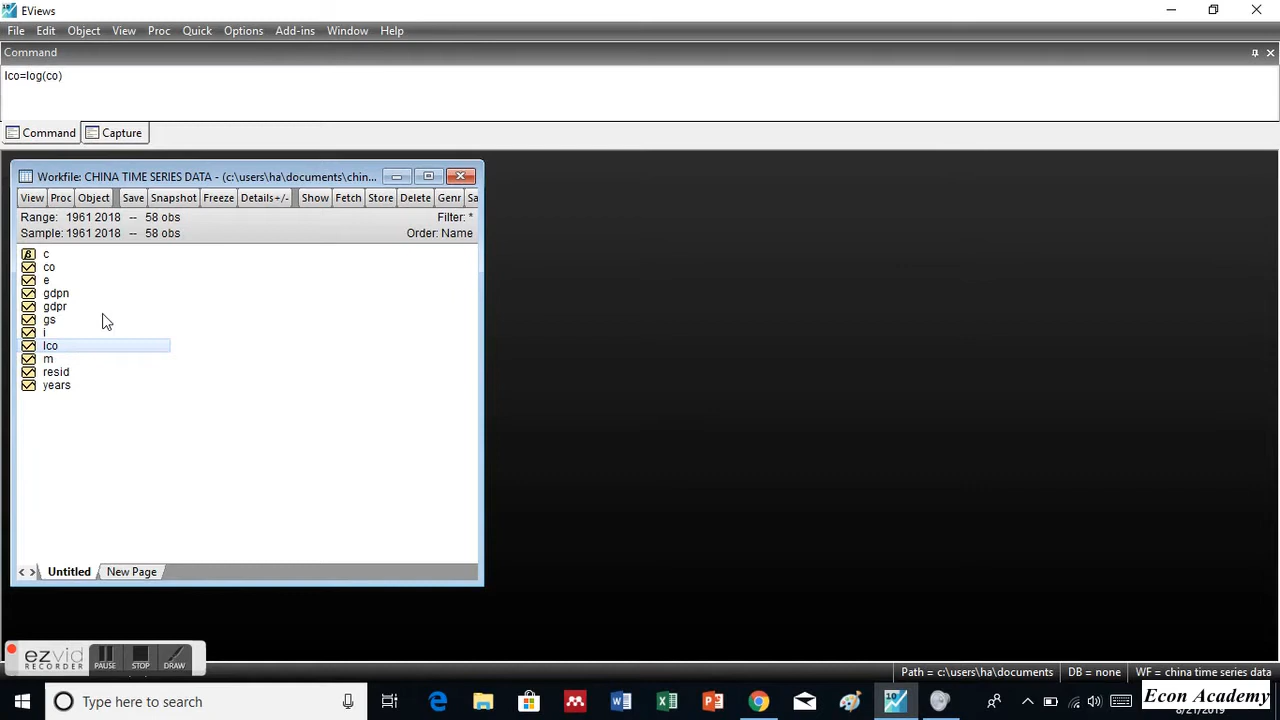 EViews
File Edit Object View Proc Quick Options Add-ins Window Help
Command
lco=log(co)
Command Capture
Workfile: CHINA TIME SERIES DATA - (c:\users\ha\documents\chin...
View Proc Object Save Snapshot Freeze Details+/- Show Fetch Store Delete Genr Sa
Range: 1961 2018 -- 58 obs Filter: *
Sample: 1961 2018 -- 58 obs Order: Name
c
co
e
gdpn
gdpr
gs
i
lco
m
resid
years
Untitled New Page
ezvid
RECORDER
PAUSE STOP DRAW
Path = c:\users\ha\documents DB = none WF = china time series data
Type here to search
Econ Academy
8/21/2019